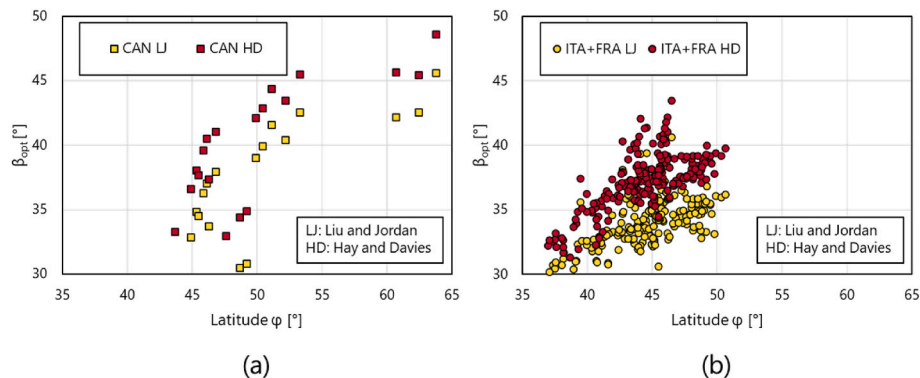 (a)
50
CAN LJ CAN HD
45
βopt [°]
40
35
LJ: Liu and Jordan
HD: Hay and Davies
30
35 40 45 50 55 60 65
Latitude φ [°]
(a)
(b)
50
ITA+FRA LJ ITA+FRA HD
45
βopt [°]
40
35
LJ: Liu and Jordan
HD: Hay and Davies
30
35 40 45 50 55 60 65
Latitude φ [°]
(b)